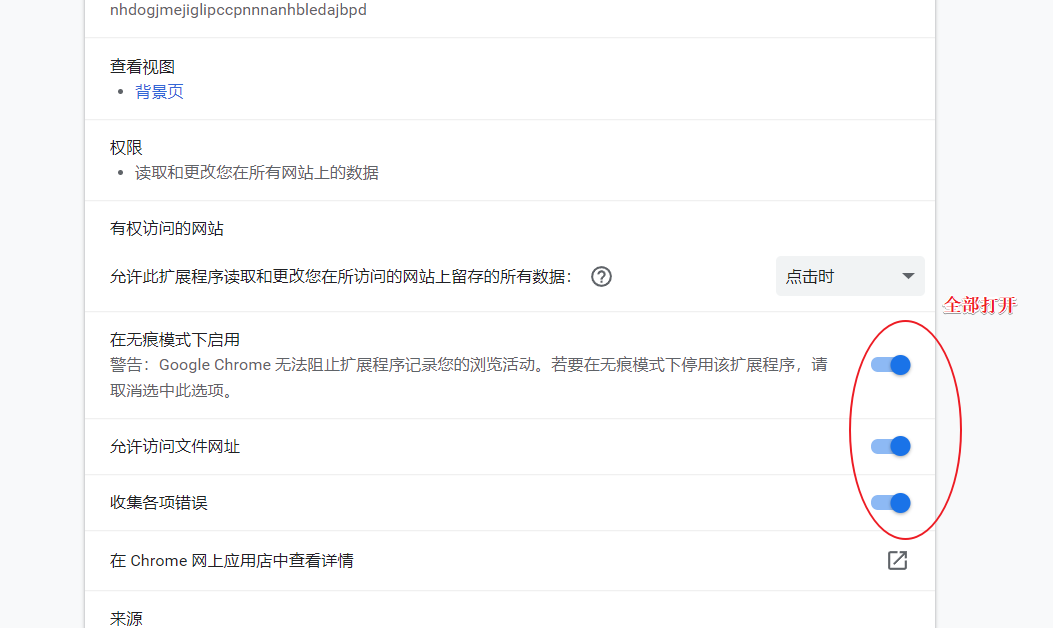 nhdogjmejiglipccpnnnanhbledajbpd
查看视图
背景页
权限
读取和更改您在所有网站上的数据
有权访问的网站
允许此扩展程序读取和更改您在所访问的网站上留存的所有数据：
点击时
全部打开
在无痕模式下启用
警告：Google Chrome 无法阻止扩展程序记录您的浏览活动。若要在无痕模式下停用该扩展程序，请
取消选中此选项。
允许访问文件网址
收集各项错误
在 Chrome 网上应用店中查看详情
来源